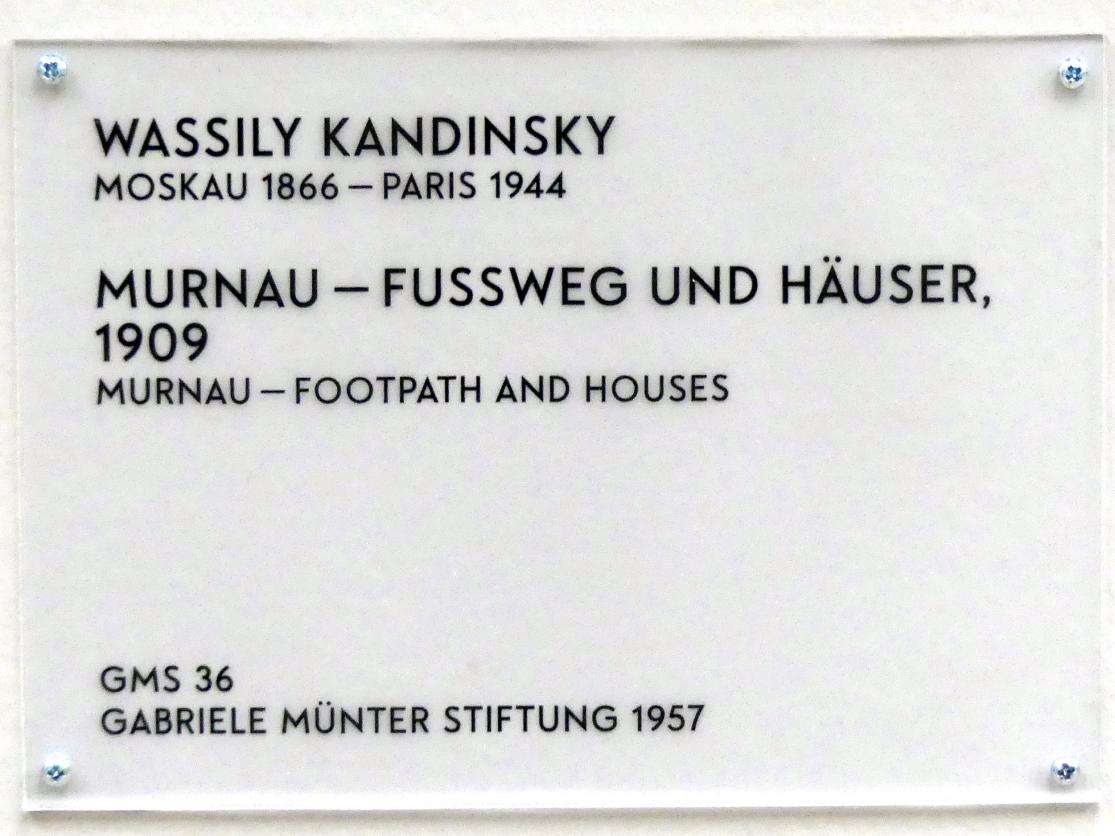 WASSILY KANDINSKY
MOSKAU 1866 – PARIS 1944
MURNAU – FUSSWEG UND HÄUSER,
1909
MURNAU – FOOTPATH AND HOUSES
GMS 36
GABRIELE MÜNTER STIFTUNG 1957